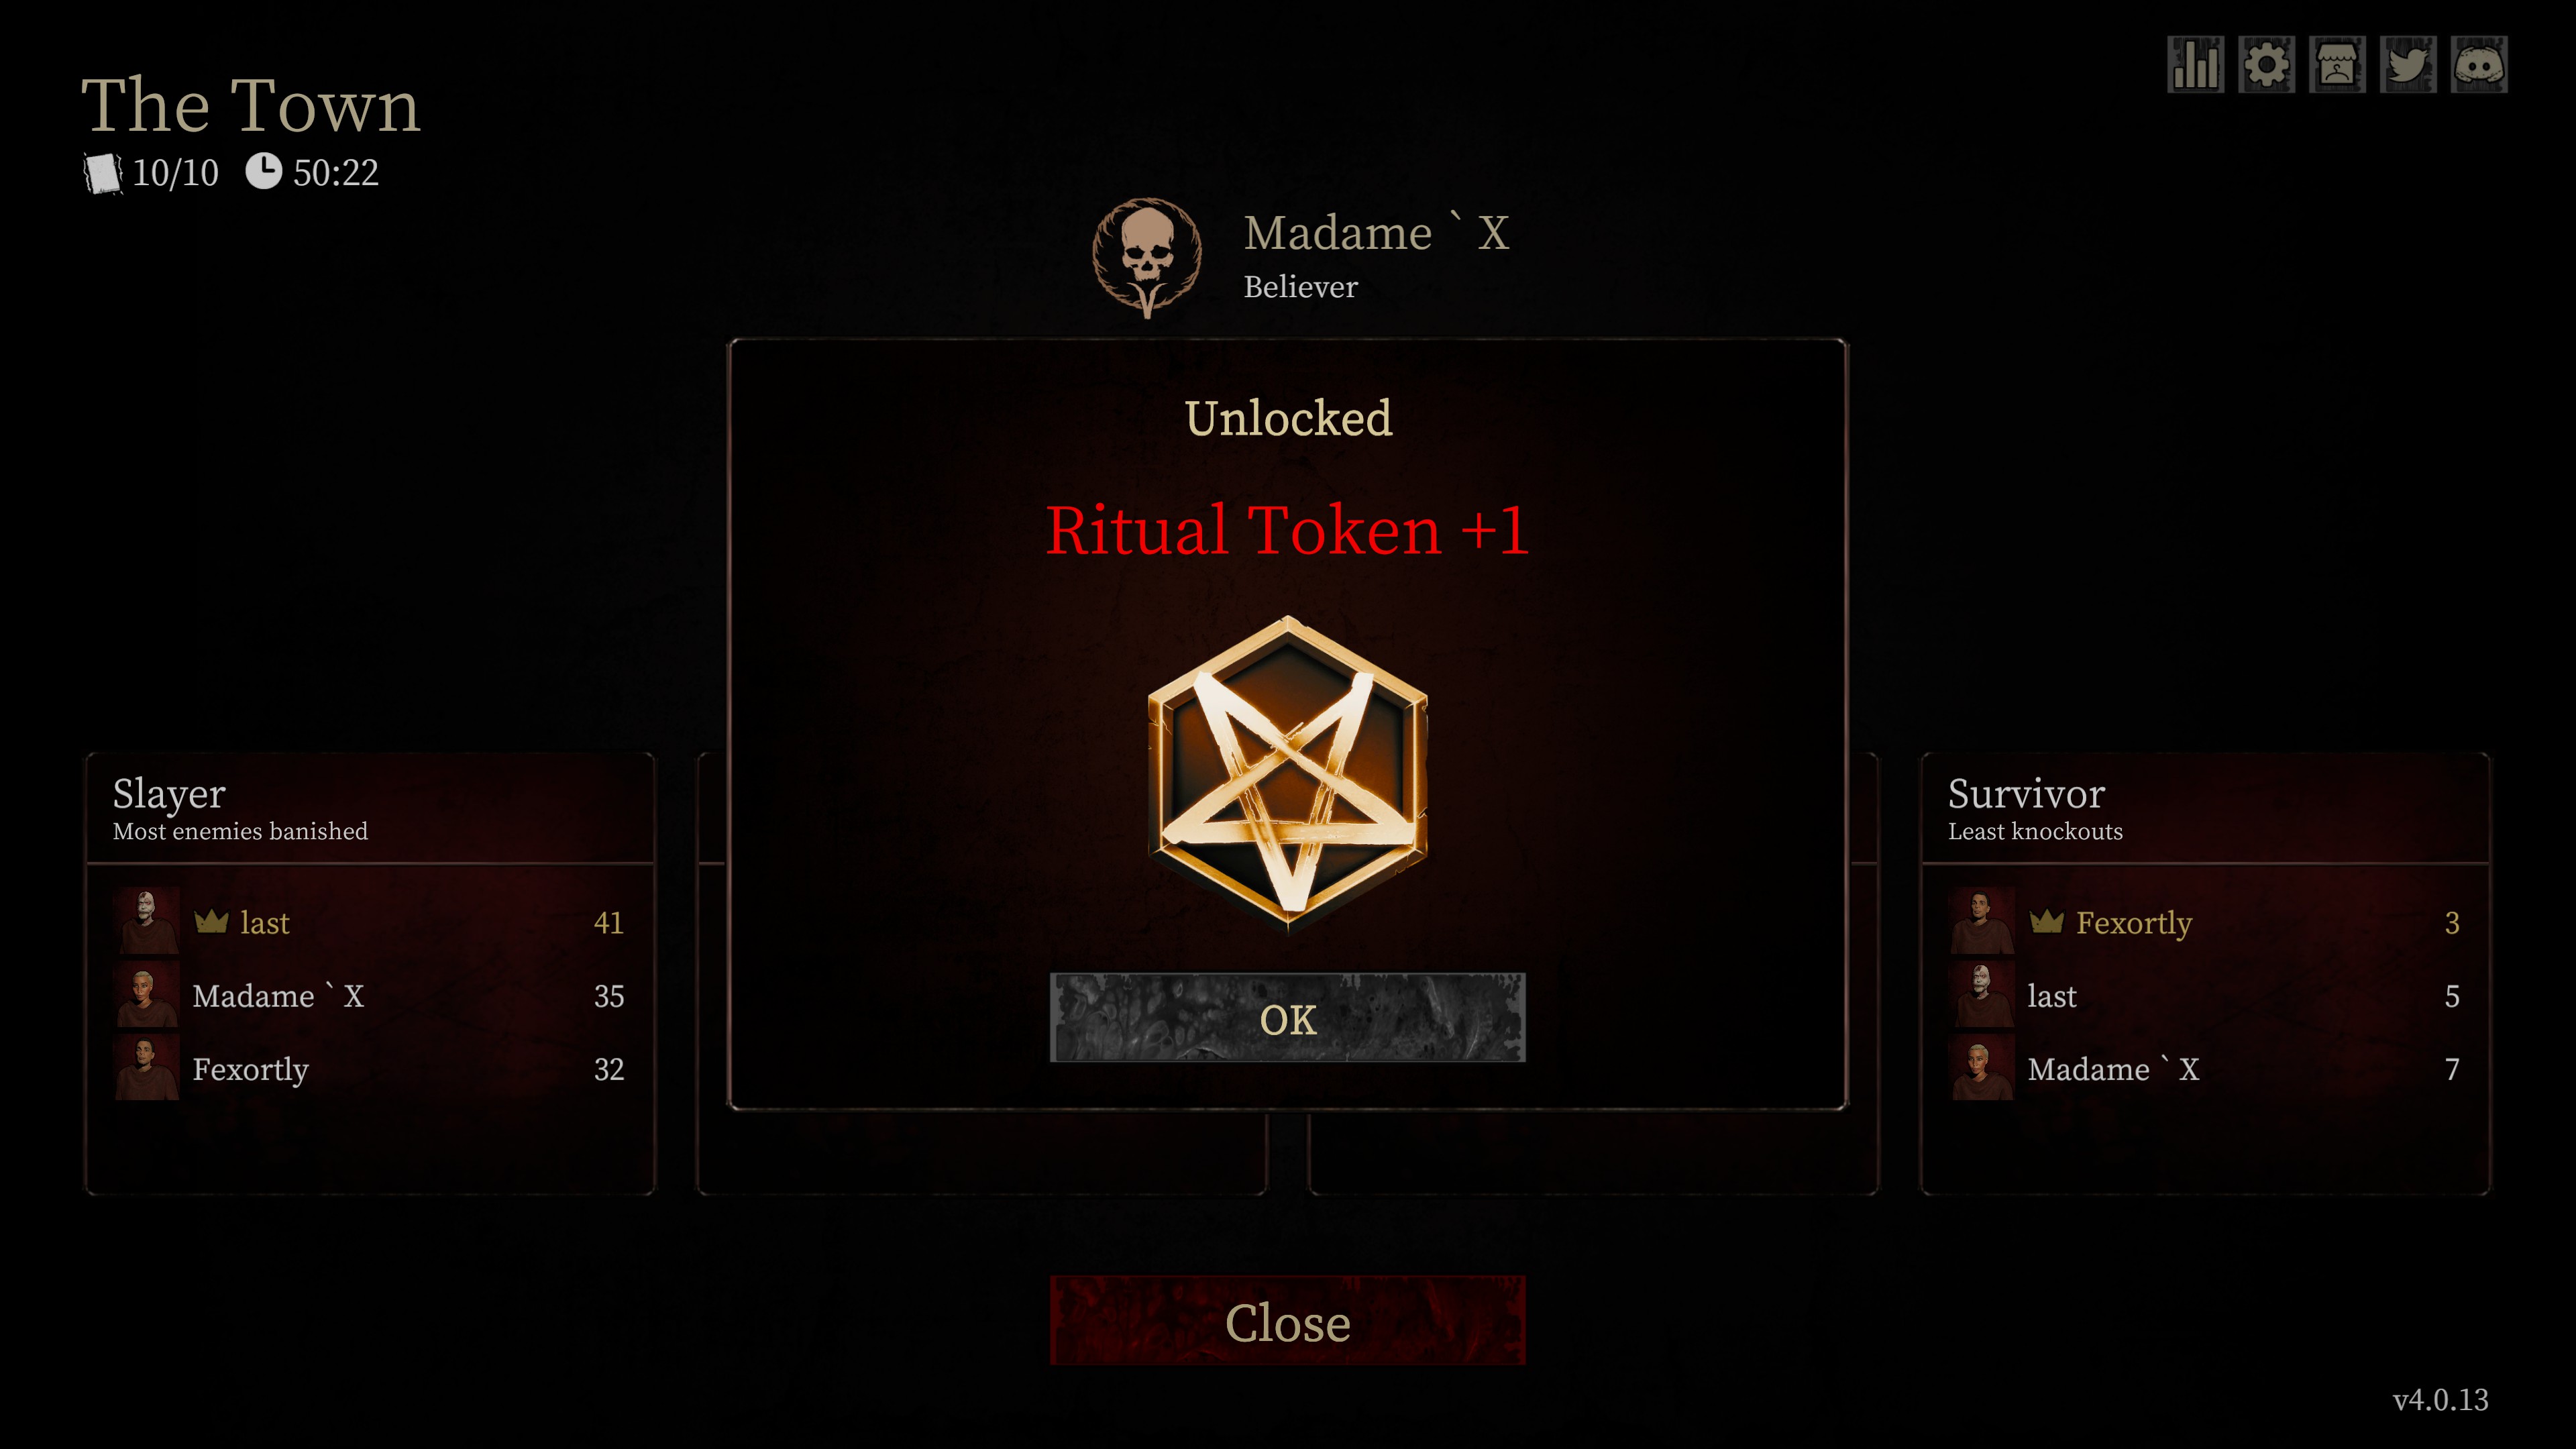 The Town
10/10 50:22
Madame ` X
Believer
Unlocked
Ritual Token +1
OK
Slayer
Most enemies banished
last 41
Madame ` X 35
Fexortly 32
Survivor
Least knockouts
Fexortly 3
last 5
Madame ` X 7
Close
v4.0.13